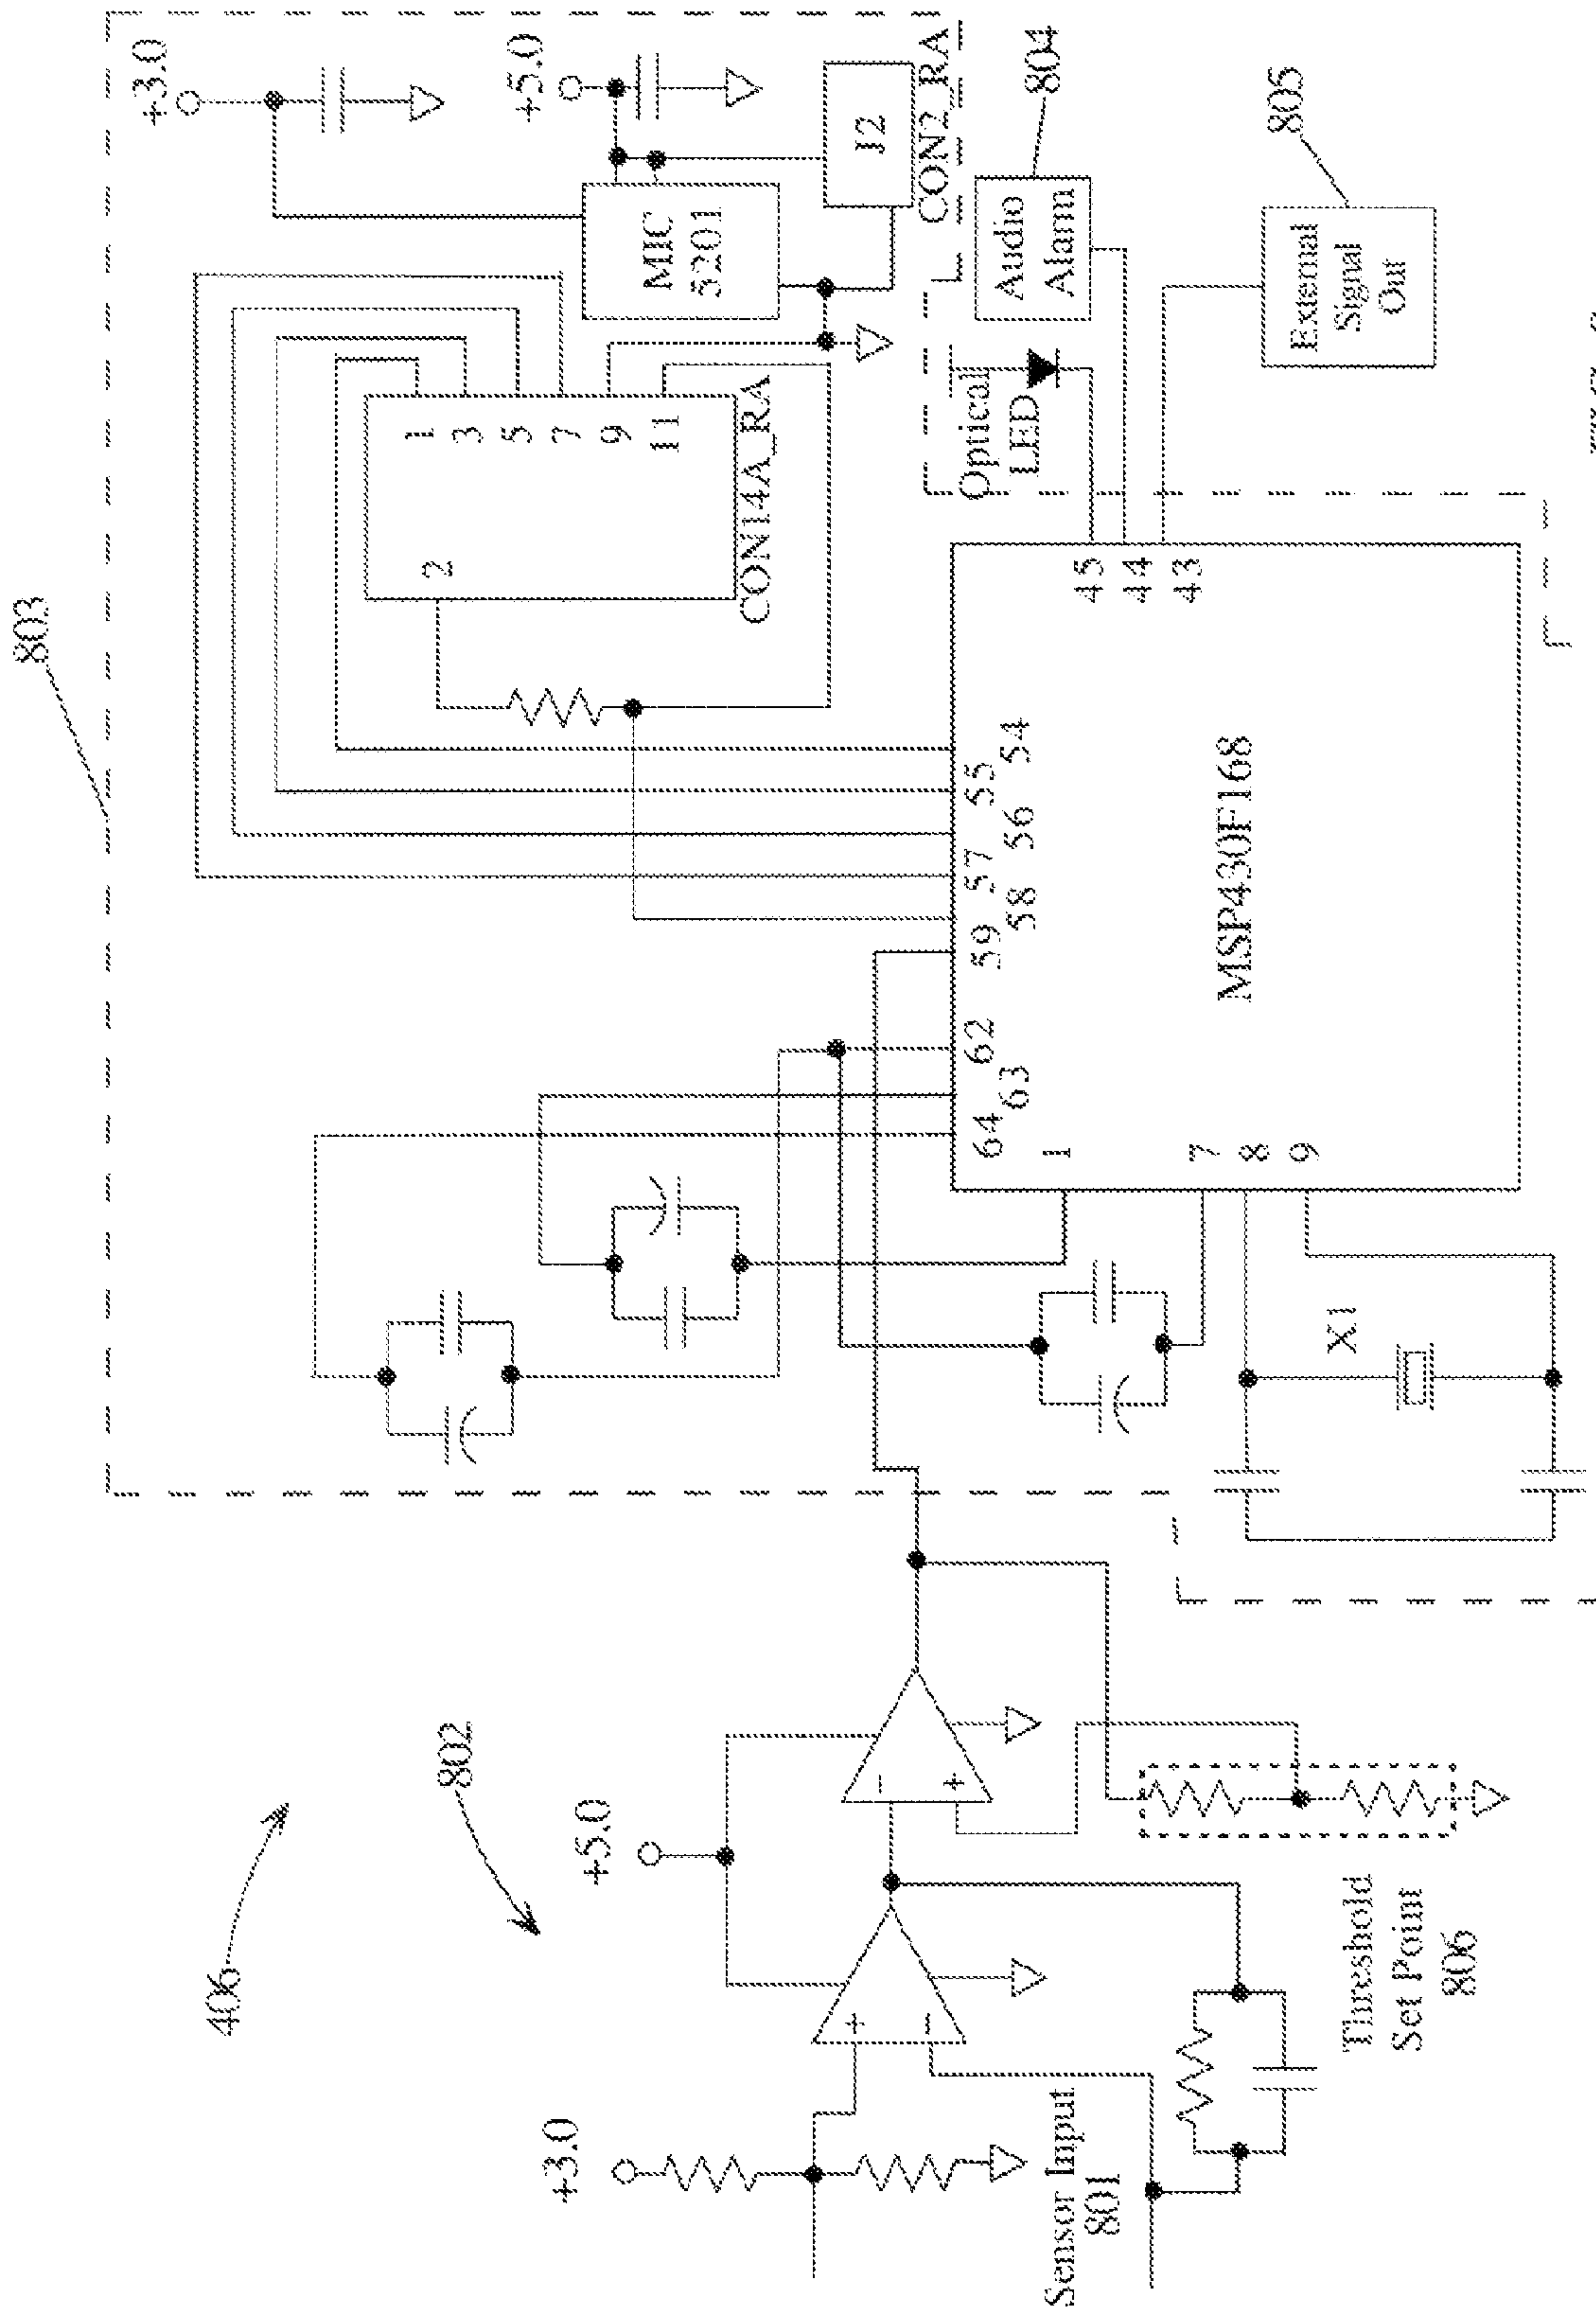 406
802
803
+3.0
+5.0
+3.0
+5.0
Sensor Input
801
Threshold
Set Point
806
2
1
3
5
7
9
11
CON14A_RA
MIC
5201
J2
CON2_RA
64
63
62
59
58
57
56
55
54
1
7
8
9
X1
MSP430F168
45
44
43
Optical
LED
Audio
Alarm
804
External
Signal
Out
805